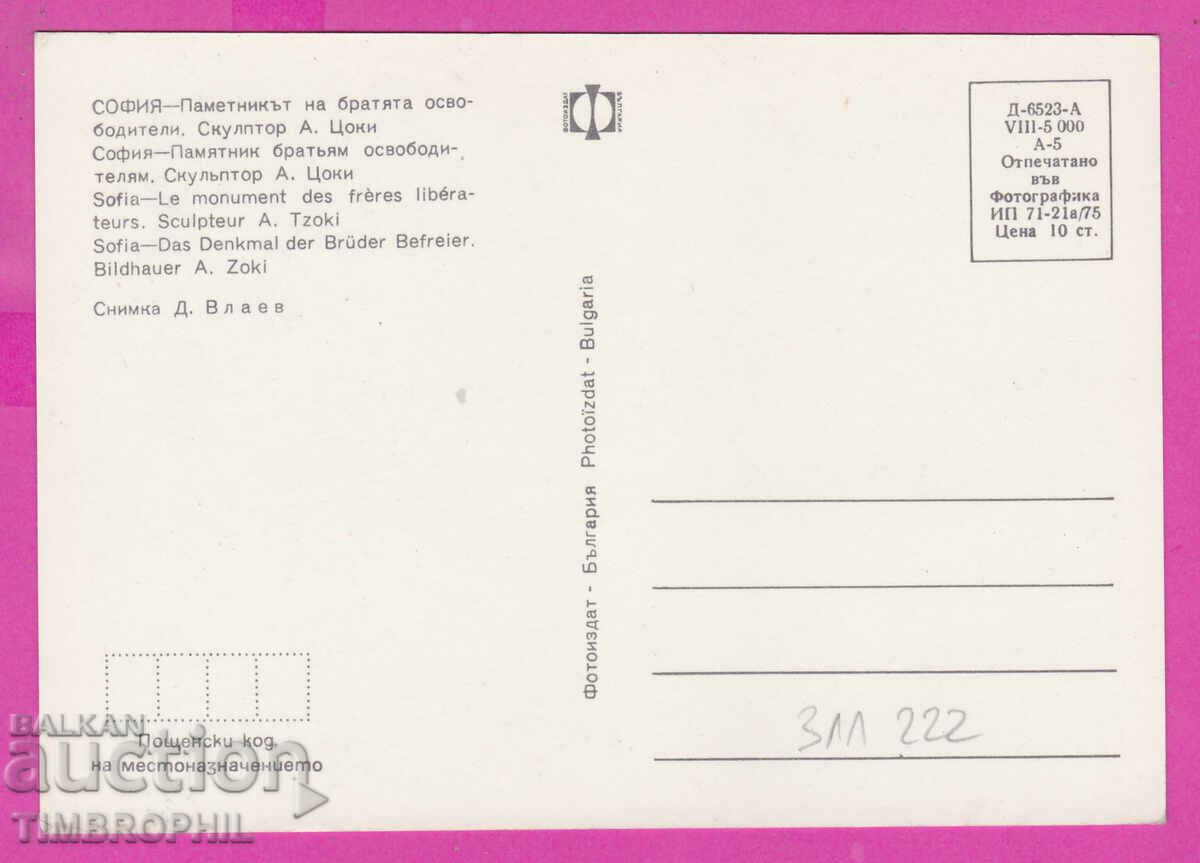 СОФИЯ—Паметникът на братята осво-
бодители. Скулптор А. Цоки
София—Памятник братьям освободи-
телям. Скульптор А. Цоки
Sofia—Le monument des frères libéra-
teurs. Sculpteur A. Tzoki
Sofia—Das Denkmal der Brüder Befreier.
Bildhauer A. Zoki
Снимка Д. Влаев
ФОТОИЗДАТ
Фотоиздат - България Photoïzdat - Bulgaria
Д-6523-А
VIII-5 000
А-5
Отпечатано
във
Фотографика
ИП 71-21а/75
Цена 10 ст.
Пощенски код
на местоназначението
BALKAN
auction
TIMBROPHIL
222